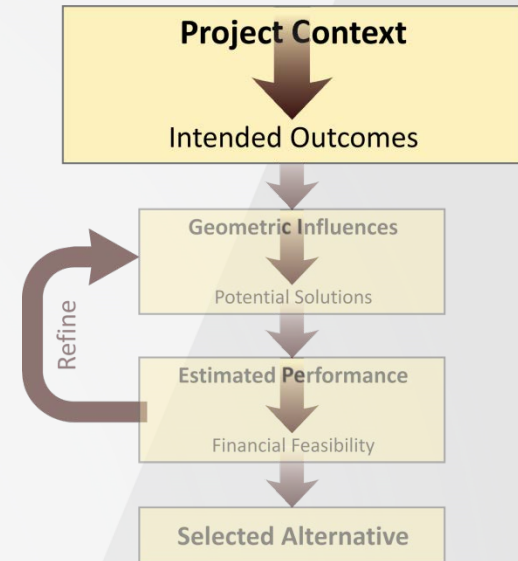 Project Context
Intended Outcomes
Geometric Influences
Potential Solutions
Refine
Estimated Performance
Financial Feasibility
Selected Alternative